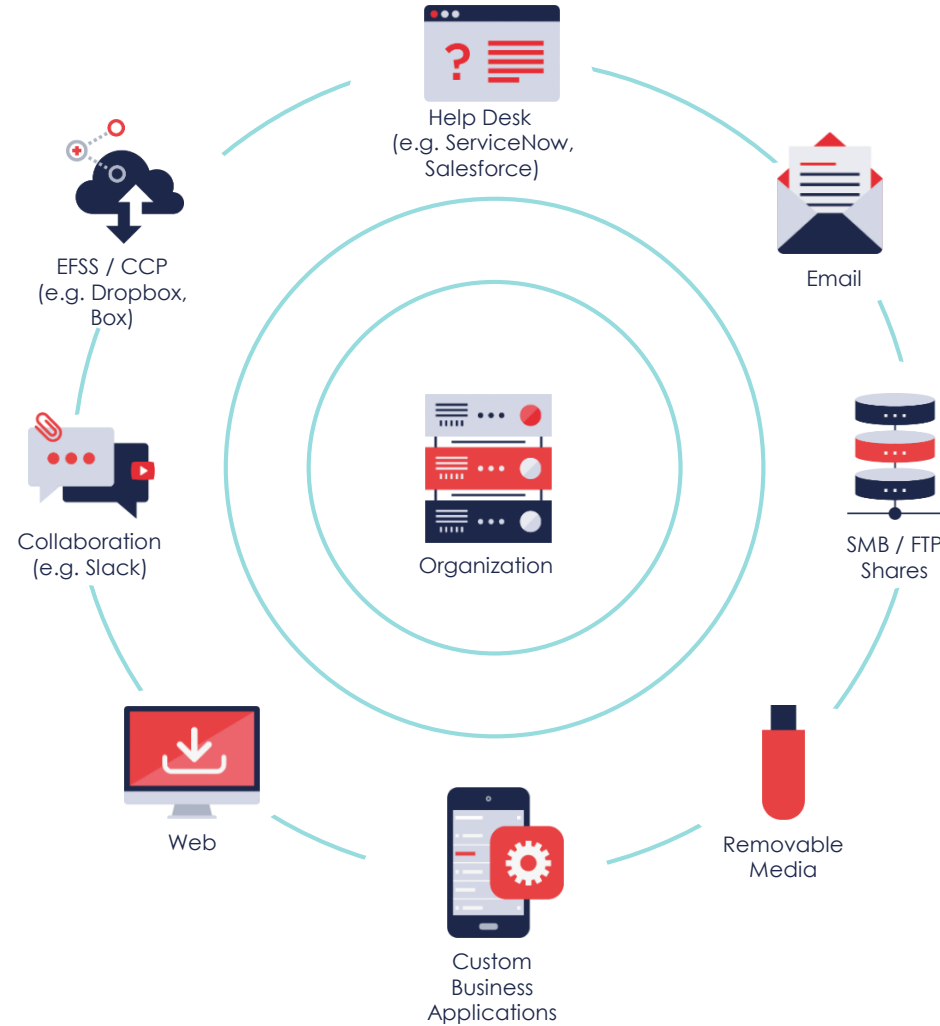 ?
Help Desk
(e.g. ServiceNow,
Salesforce)
Email
EFSS / CCP
(e.g. Dropbox,
Box)
Collaboration
(e.g. Slack)
Organization
SMB / FTP
Shares
Web
Removable
Media
Custom
Business
Applications